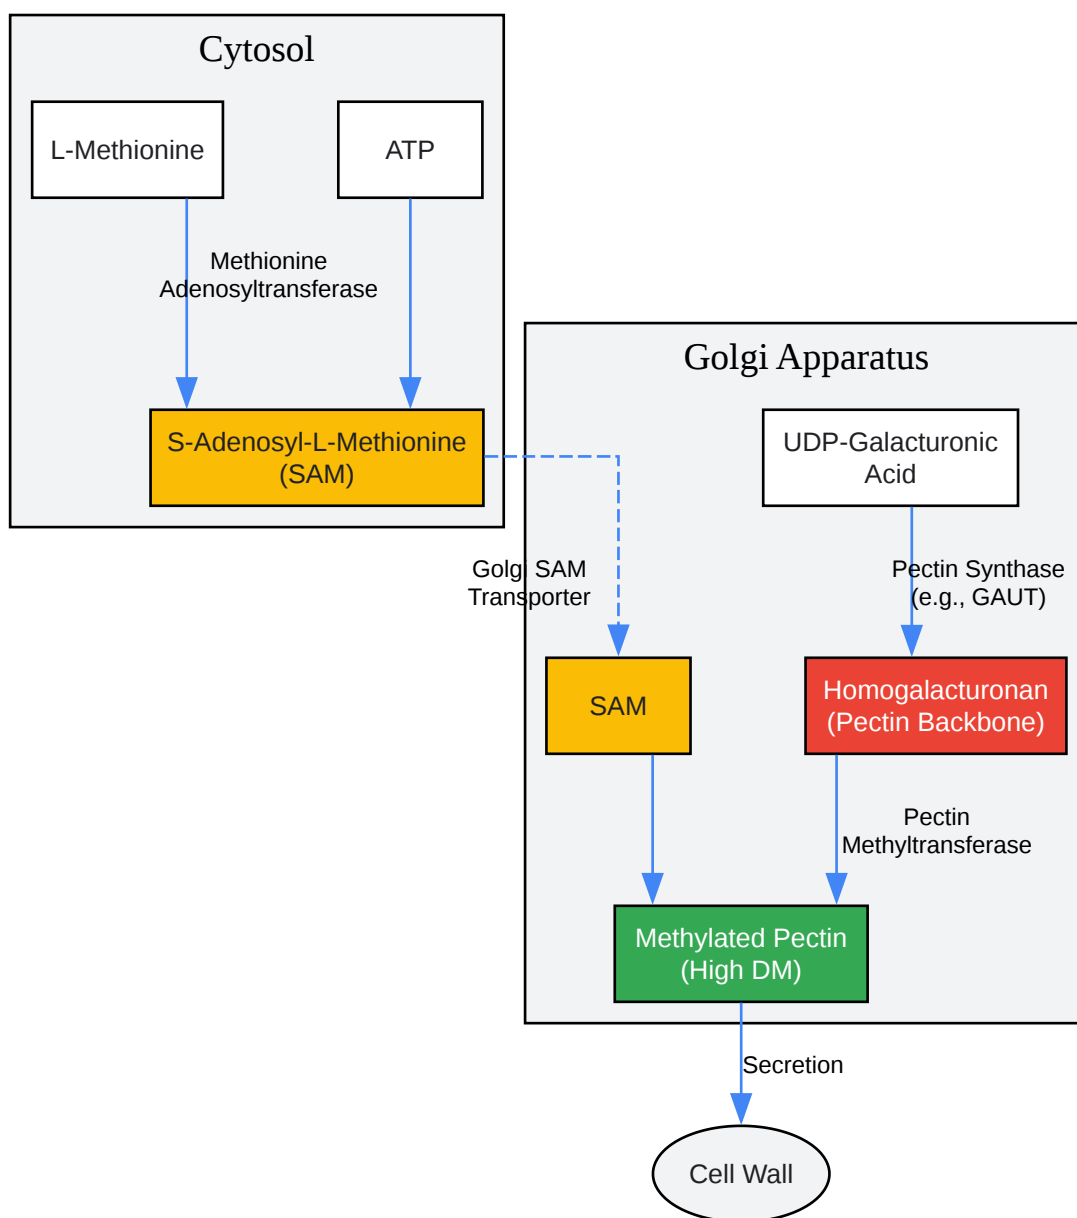 Cytosol
L-Methionine
ATP
Methionine
Adenosyltransferase
S-Adenosyl-L-Methionine
(SAM)
Golgi Apparatus
UDP-Galacturonic
Acid
Golgi SAM
Transporter
Pectin Synthase
(e.g., GAUT)
SAM
Homogalacturonan
(Pectin Backbone)
Pectin
Methyltransferase
Methylated Pectin
(High DM)
Secretion
Cell Wall